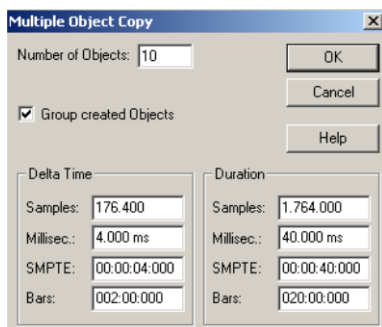 Multiple Object Copy
Number of Objects: 10
OK
Cancel
Group created Objects
Help
Delta Time
Samples: 176.400
Millisec.: 4.000 ms
SMPTE: 00:00:04:000
Bars: 002:00:000
Duration
Samples: 1.764.000
Millisec.: 40.000 ms
SMPTE: 00:00:40:000
Bars: 020:00:000